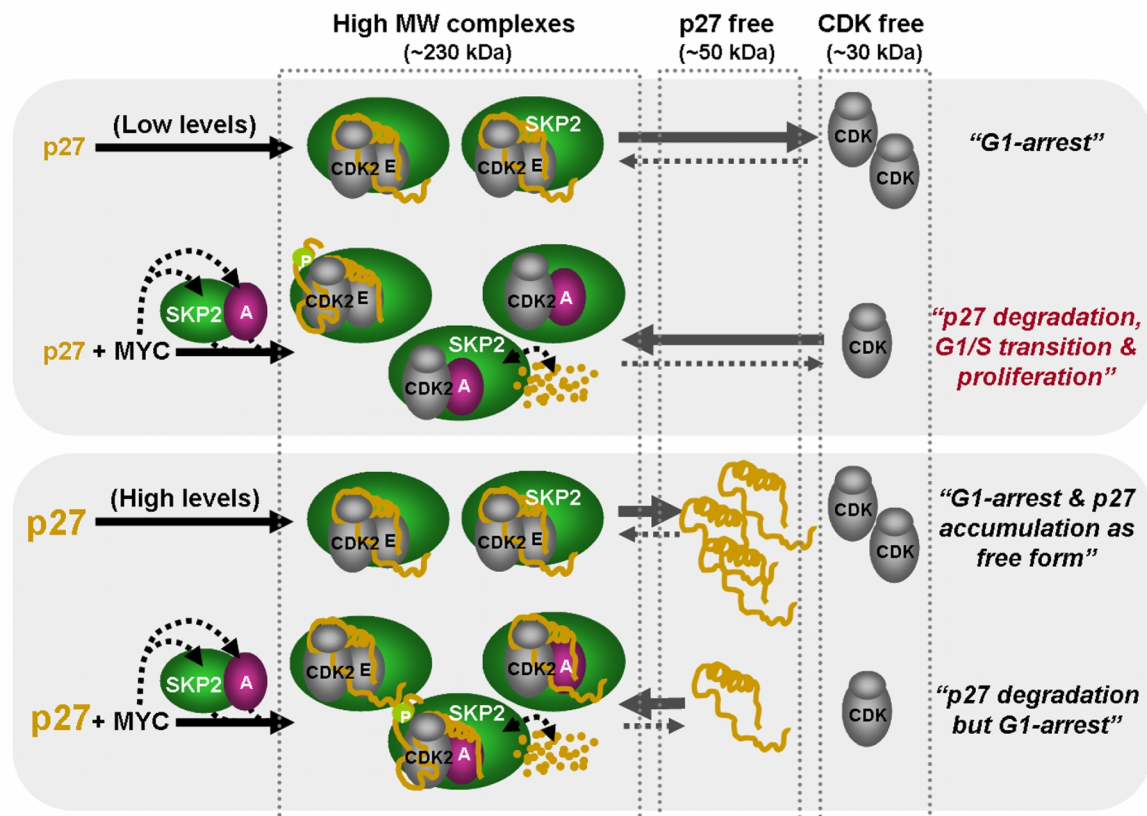 High MW complexes
(~230 kDa)
p27 free
(~50 kDa)
CDK free
(~30 kDa)
p27
(Low levels)
CDK2 E
SKP2
CDK2 E
CDK
CDK
“G1-arrest”
SKP2 A
p27 + MYC
P
CDK2 E
CDK2 A
SKP2
CDK2 A
CDK
“p27 degradation,
G1/S transition &
proliferation”
p27
(High levels)
CDK2 E
SKP2
CDK2 E
CDK
CDK
“G1-arrest & p27
accumulation as
free form”
SKP2 A
p27 + MYC
CDK2 E
CDK2 A
P
SKP2
CDK2 A
CDK
“p27 degradation
but G1-arrest”